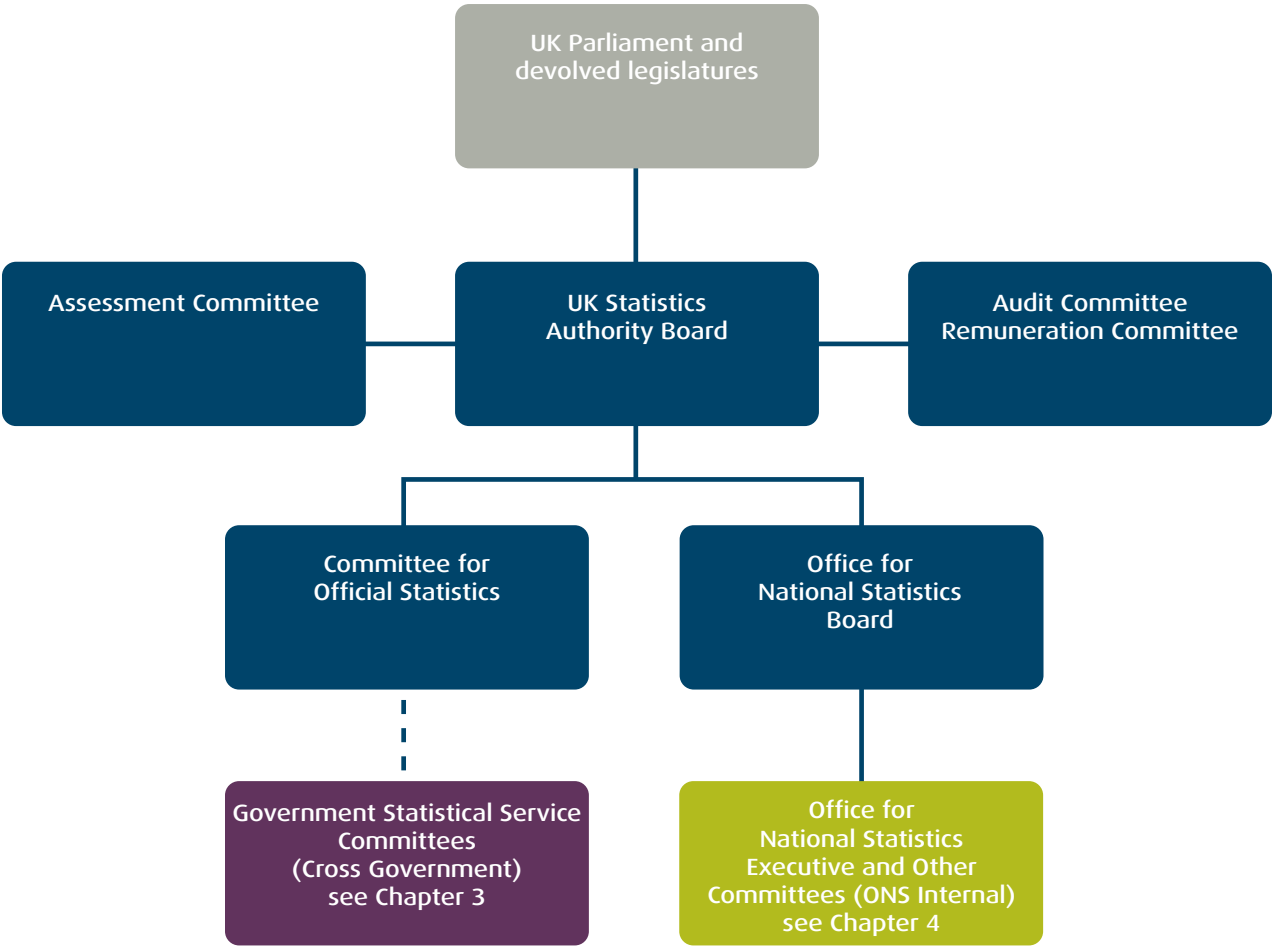 UK Parliament and
devolved legislatures
Assessment Committee
UK Statistics
Authority Board
Audit Committee
Remuneration Committee
Committee for
Official Statistics
Office for
National Statistics
Board
Government Statistical Service
Committees
(Cross Government)
see Chapter 3
Office for
National Statistics
Executive and Other
Committees (ONS Internal)
see Chapter 4